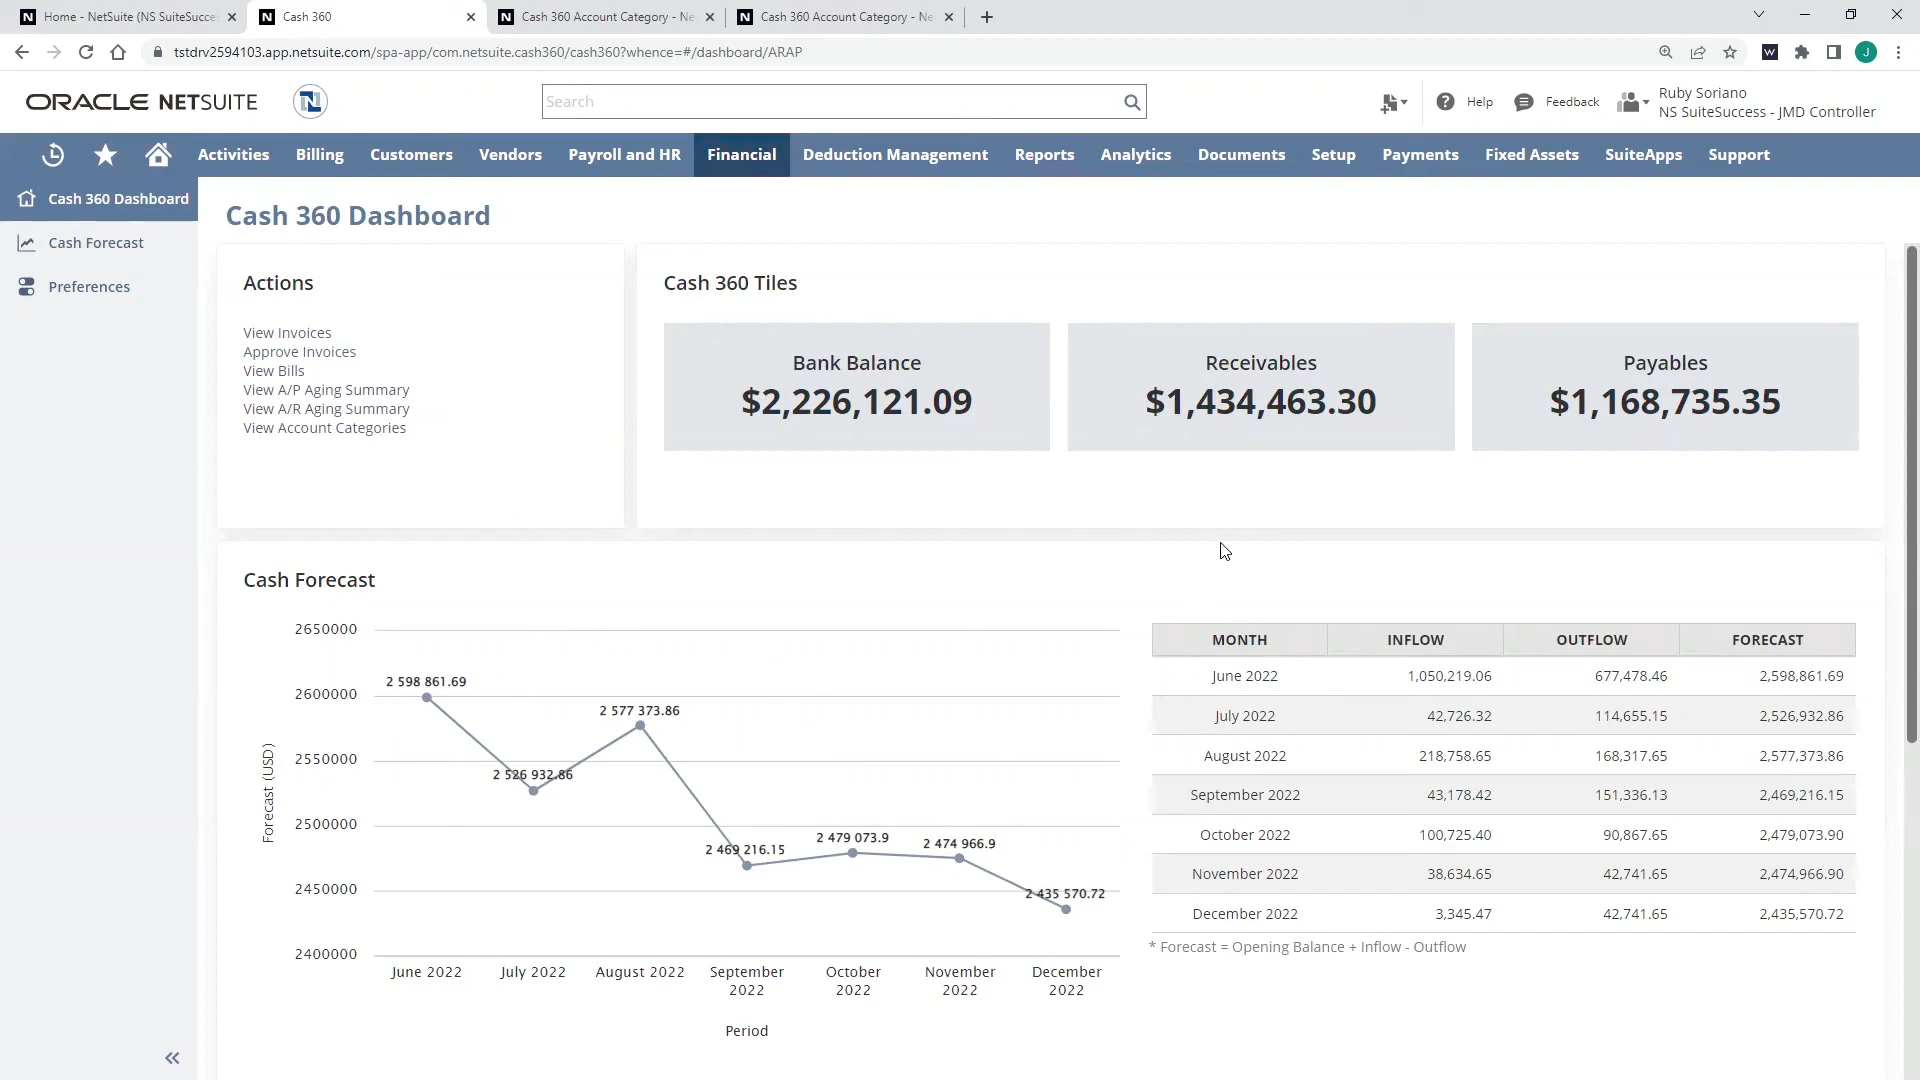 Home - NetSuite (NS SuiteSucce
Cash 360
Cash 360 Account Category - Ne
Cash 360 Account Category - Ne
tstdrv2594103.app.netsuite.com/spa-app/com.netsuite.cash360/cash360?whence=#/dashboard/ARAP
W
J
ORACLE NETSUITE
N
Search
Help
Feedback
Ruby Soriano
NS SuiteSuccess - JMD Controller
Activities Billing Customers Vendors Payroll and HR Financial Deduction Management Reports Analytics Documents Setup Payments Fixed Assets SuiteApps Support
Cash 360 Dashboard
Cash Forecast
Preferences
Cash 360 Dashboard
Actions
View Invoices
Approve Invoices
View Bills
View A/P Aging Summary
View A/R Aging Summary
View Account Categories
Cash 360 Tiles
Bank Balance
$2,226,121.09
Receivables
$1,434,463.30
Payables
$1,168,735.35
Cash Forecast
Forecast (USD)
2650000
2600000
2550000
2500000
2450000
2400000
2 598 861.69
2 526 932.86
2 577 373.86
2 469 216.15
2 479 073.9
2 474 966.9
2 435 570.72
June 2022
July 2022
August 2022
September 2022
October 2022
November 2022
December 2022
Period
MONTH INFLOW OUTFLOW FORECAST
June 2022 1,050,219.06 677,478.46 2,598,861.69
July 2022 42,726.32 114,655.15 2,526,932.86
August 2022 218,758.65 168,317.65 2,577,373.86
September 2022 43,178.42 151,336.13 2,469,216.15
October 2022 100,725.40 90,867.65 2,479,073.90
November 2022 38,634.65 42,741.65 2,474,966.90
December 2022 3,345.47 42,741.65 2,435,570.72
* Forecast = Opening Balance + Inflow - Outflow